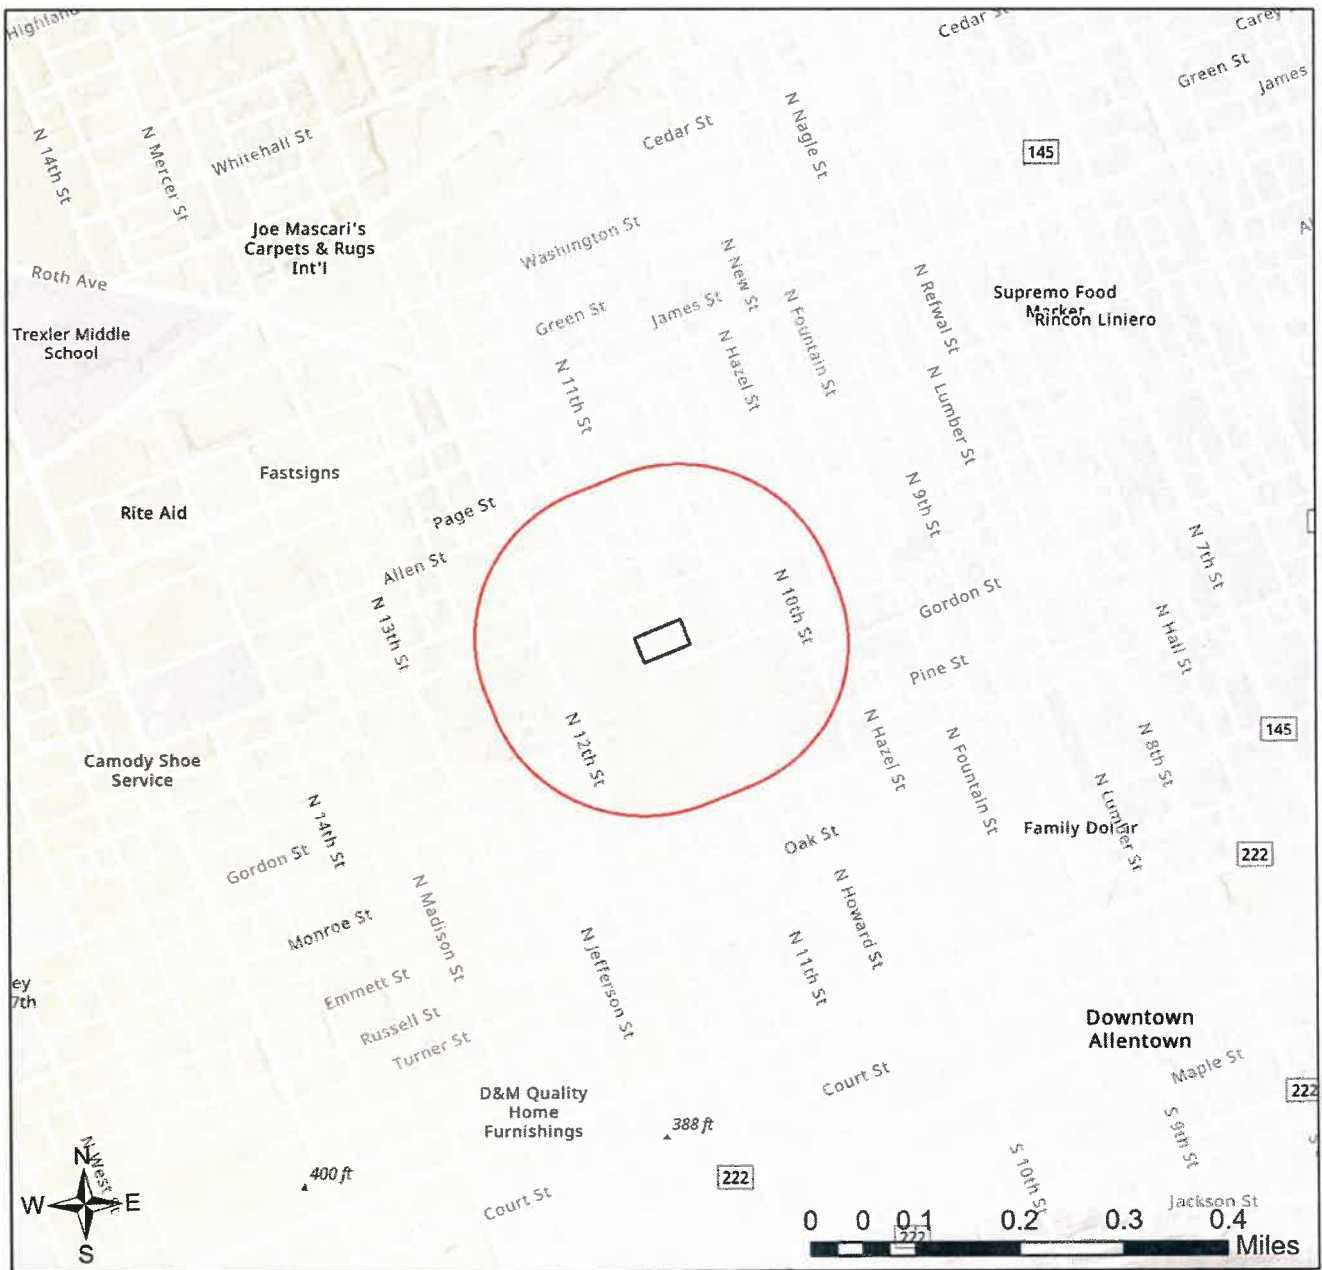 Cedar St
Green St
N 14th St
N Mercer St
Whitehall St
Cedar St
N Nagle St
145
James
Joe Mascari's
Carpets & Rugs
Int'l
Washington St
Roth Ave
N New St
N Refwal St
Supremo Food
Market
Rincon Liniero
Trexler Middle
School
Green St
James St
N Fountain St
N Hazel St
N 11th St
N Lumber St
Fastsigns
Rite Aid
Page St
N 9th St
N 7th St
Allen St
N 13th St
N 10th St
Gordon St
N Hall St
Pine St
N 12th St
N Hazel St
N Fountain St
N 8th St
145
Camody Shoe
Service
N 14th St
N Lumber St
Family Dollar
222
Oak St
Gordon St
N Howard St
N Madison St
Monroe St
N Jefferson St
N 11th St
ey
7th
Emmett St
Russell St
Turner St
Downtown
Allentown
Court St
Maple St
D&M Quality
Home
Furnishings
222
388 ft
S 9th St
N West St
N
W E
S
400 ft
222
S 10th St
Court St
Jackson St
0 0 0.1 0.2 0.3 0.4
222
Miles